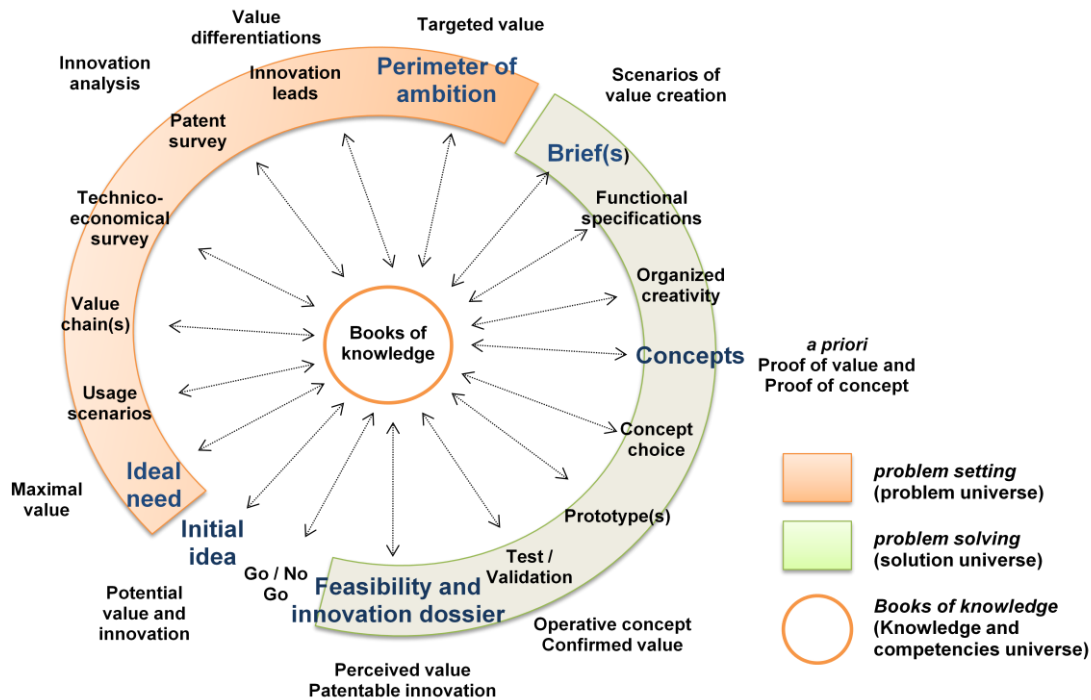 Value
differentiations
Targeted value
Innovation
analysis
Innovation
leads
Perimeter of
ambition
Scenarios of
value creation
Patent
survey
Brief(s)
Technico-
economical
survey
Functional
specifications
Organized
creativity
Value
chain(s)
Books of
knowledge
Concepts
a priori
Proof of value and
Proof of concept
Usage
scenarios
Concept
choice
Ideal
need
Maximal
value
Initial
idea
Prototype(s)
Test /
Validation
Go / No
Go
Feasibility and
innovation dossier
Potential
value and
innovation
Operative concept
Confirmed value
Perceived value
Patentable innovation
problem setting
(problem universe)
problem solving
(solution universe)
Books of knowledge
(Knowledge and
competencies universe)